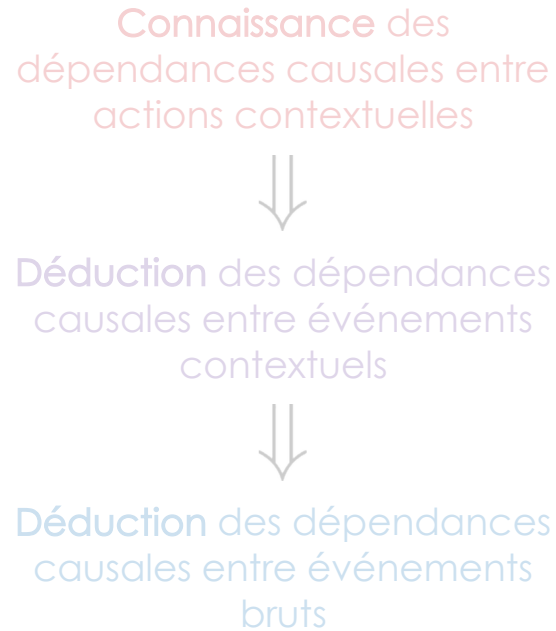 Connaissance des
dépendances causales entre
actions contextuelles
Déduction des dépendances
causales entre événements
contextuels
Déduction des dépendances
causales entre événements
bruts